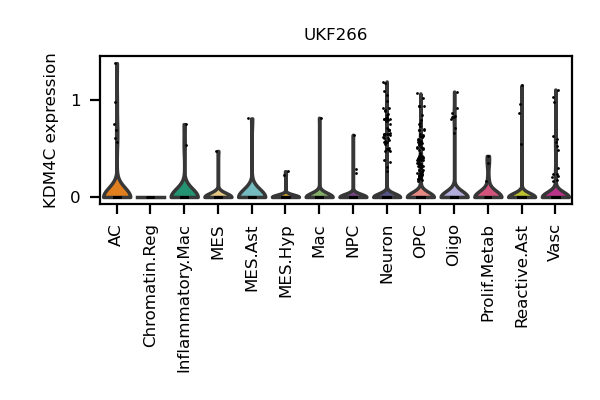 UKF266
KDM4C expression
1
0
AC
Chromatin.Reg
Inflammatory.Mac
MES
MES.Ast
MES.Hyp
Mac
NPC
Neuron
OPC
Oligo
Prolif.Metab
Reactive.Ast
Vasc